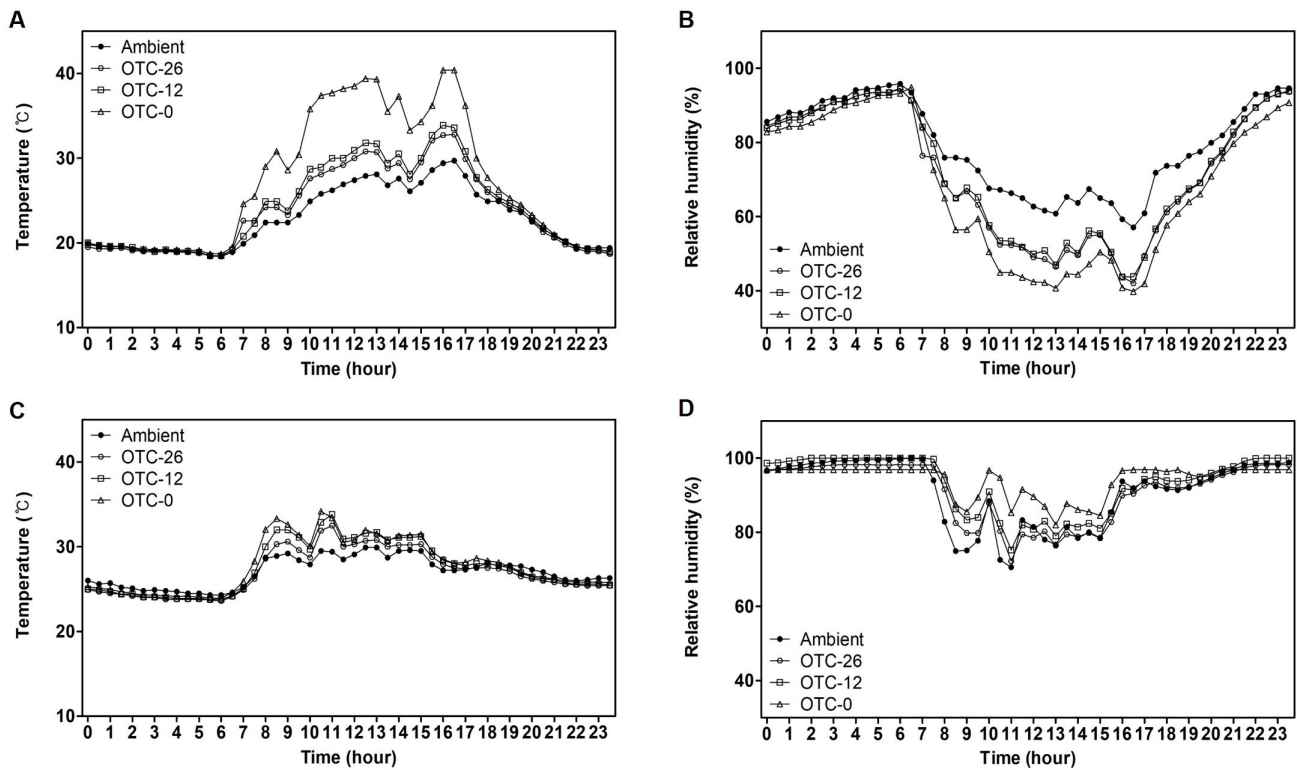 A
Temperature (℃)
40
30
20
10
Ambient
OTC-26
OTC-12
OTC-0
0 1 2 3 4 5 6 7 8 9 10 11 12 13 14 15 16 17 18 19 20 21 22 23
Time (hour)
B
Relative humidity (%)
100
80
60
40
Ambient
OTC-26
OTC-12
OTC-0
0 1 2 3 4 5 6 7 8 9 10 11 12 13 14 15 16 17 18 19 20 21 22 23
Time (hour)
C
Temperature (℃)
40
30
20
10
Ambient
OTC-26
OTC-12
OTC-0
0 1 2 3 4 5 6 7 8 9 10 11 12 13 14 15 16 17 18 19 20 21 22 23
Time (hour)
D
Relative humidity (%)
100
80
60
40
Ambient
OTC-26
OTC-12
OTC-0
0 1 2 3 4 5 6 7 8 9 10 11 12 13 14 15 16 17 18 19 20 21 22 23
Time (hour)